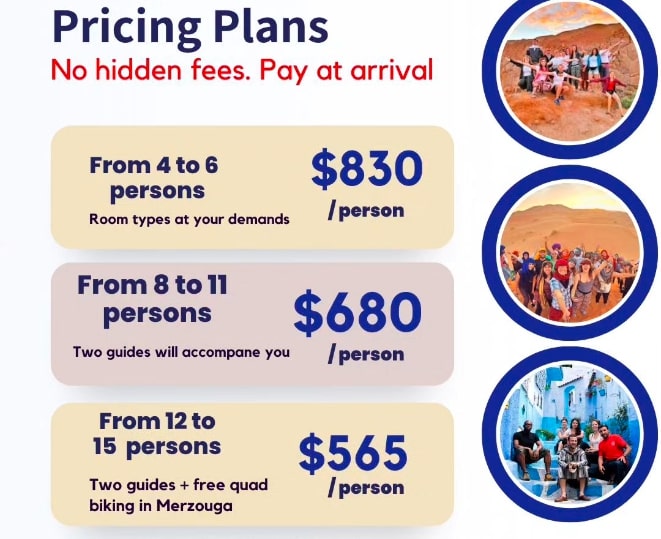 Pricing Plans
No hidden fees. Pay at arrival
From 4 to 6
persons
Room types at your demands
$830
/person
From 8 to 11
persons
Two guides will accompane you
$680
/person
From 12 to
15 persons
Two guides + free quad
biking in Merzouga
$565
/person